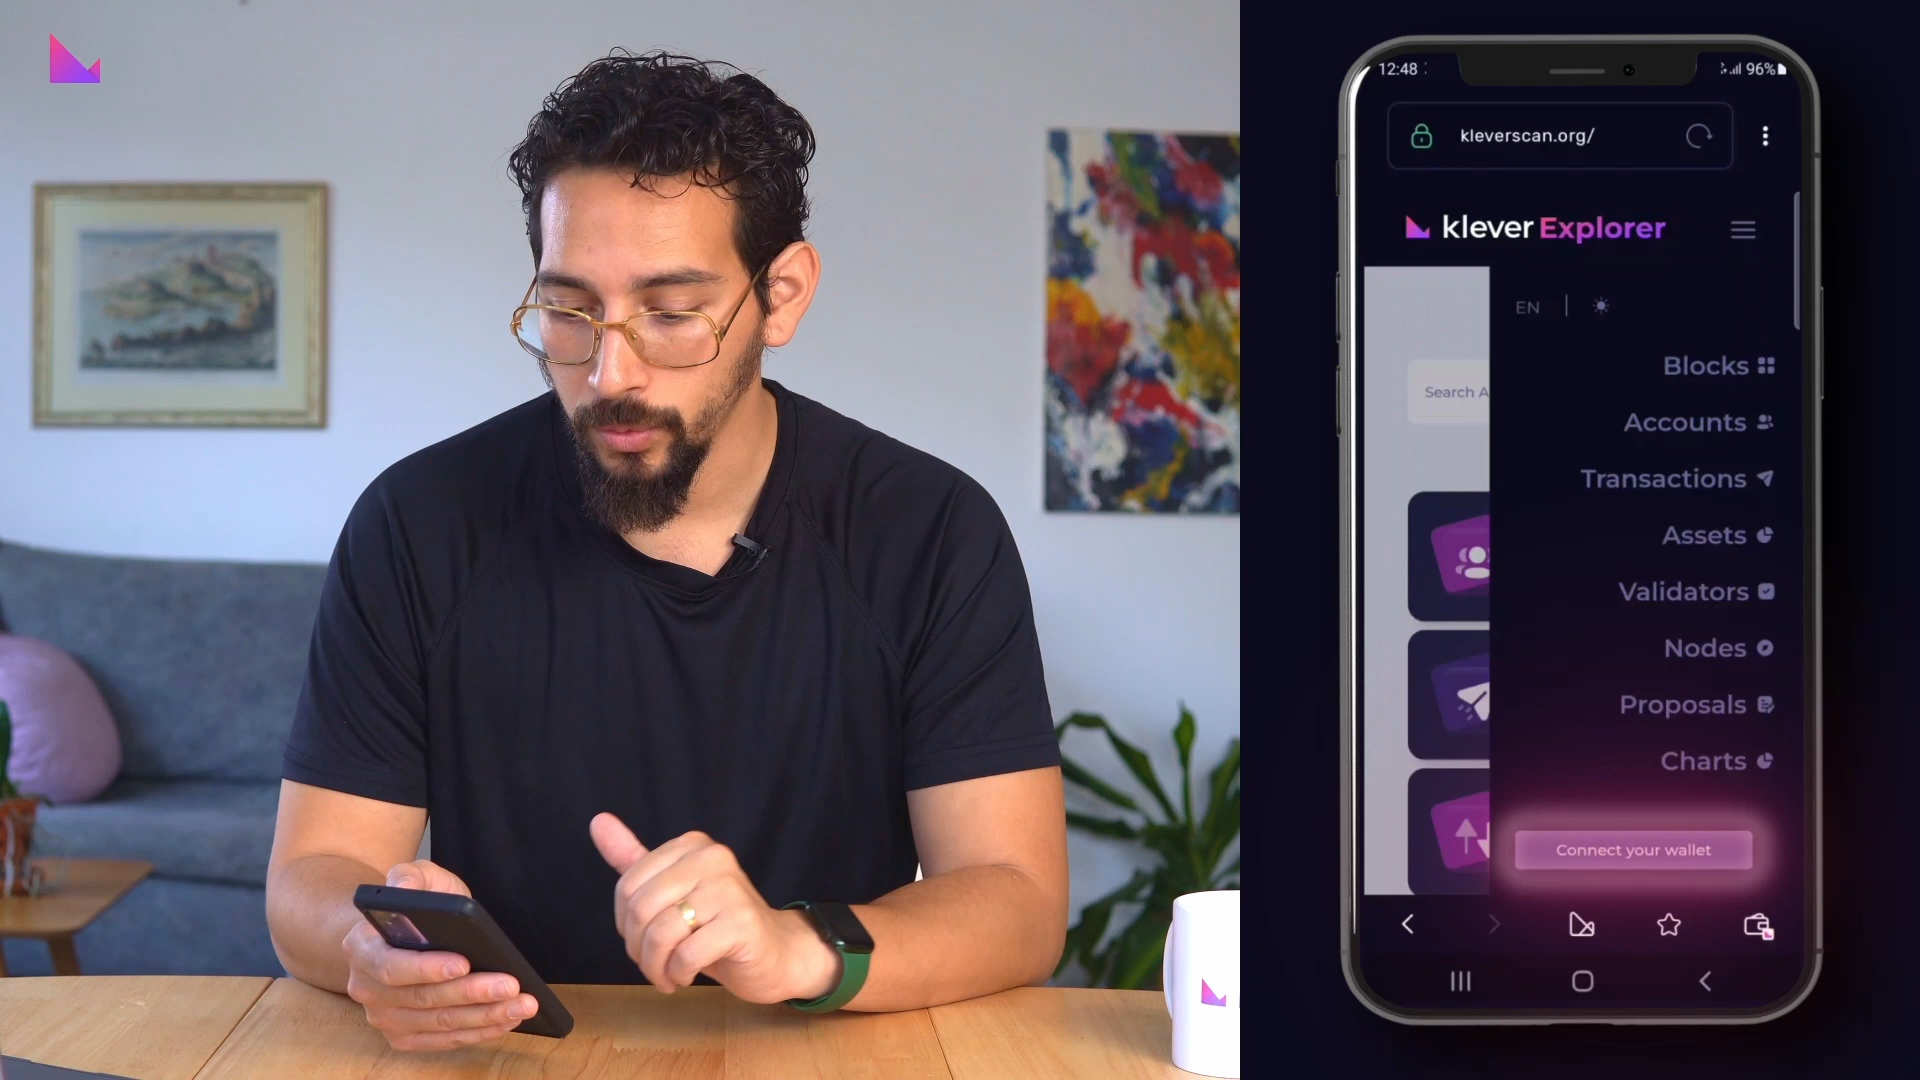 12:48
96%
kleverscan.org/
klever Explorer
EN
Search A
Blocks
Accounts
Transactions
Assets
Validators
Nodes
Proposals
Charts
Connect your wallet